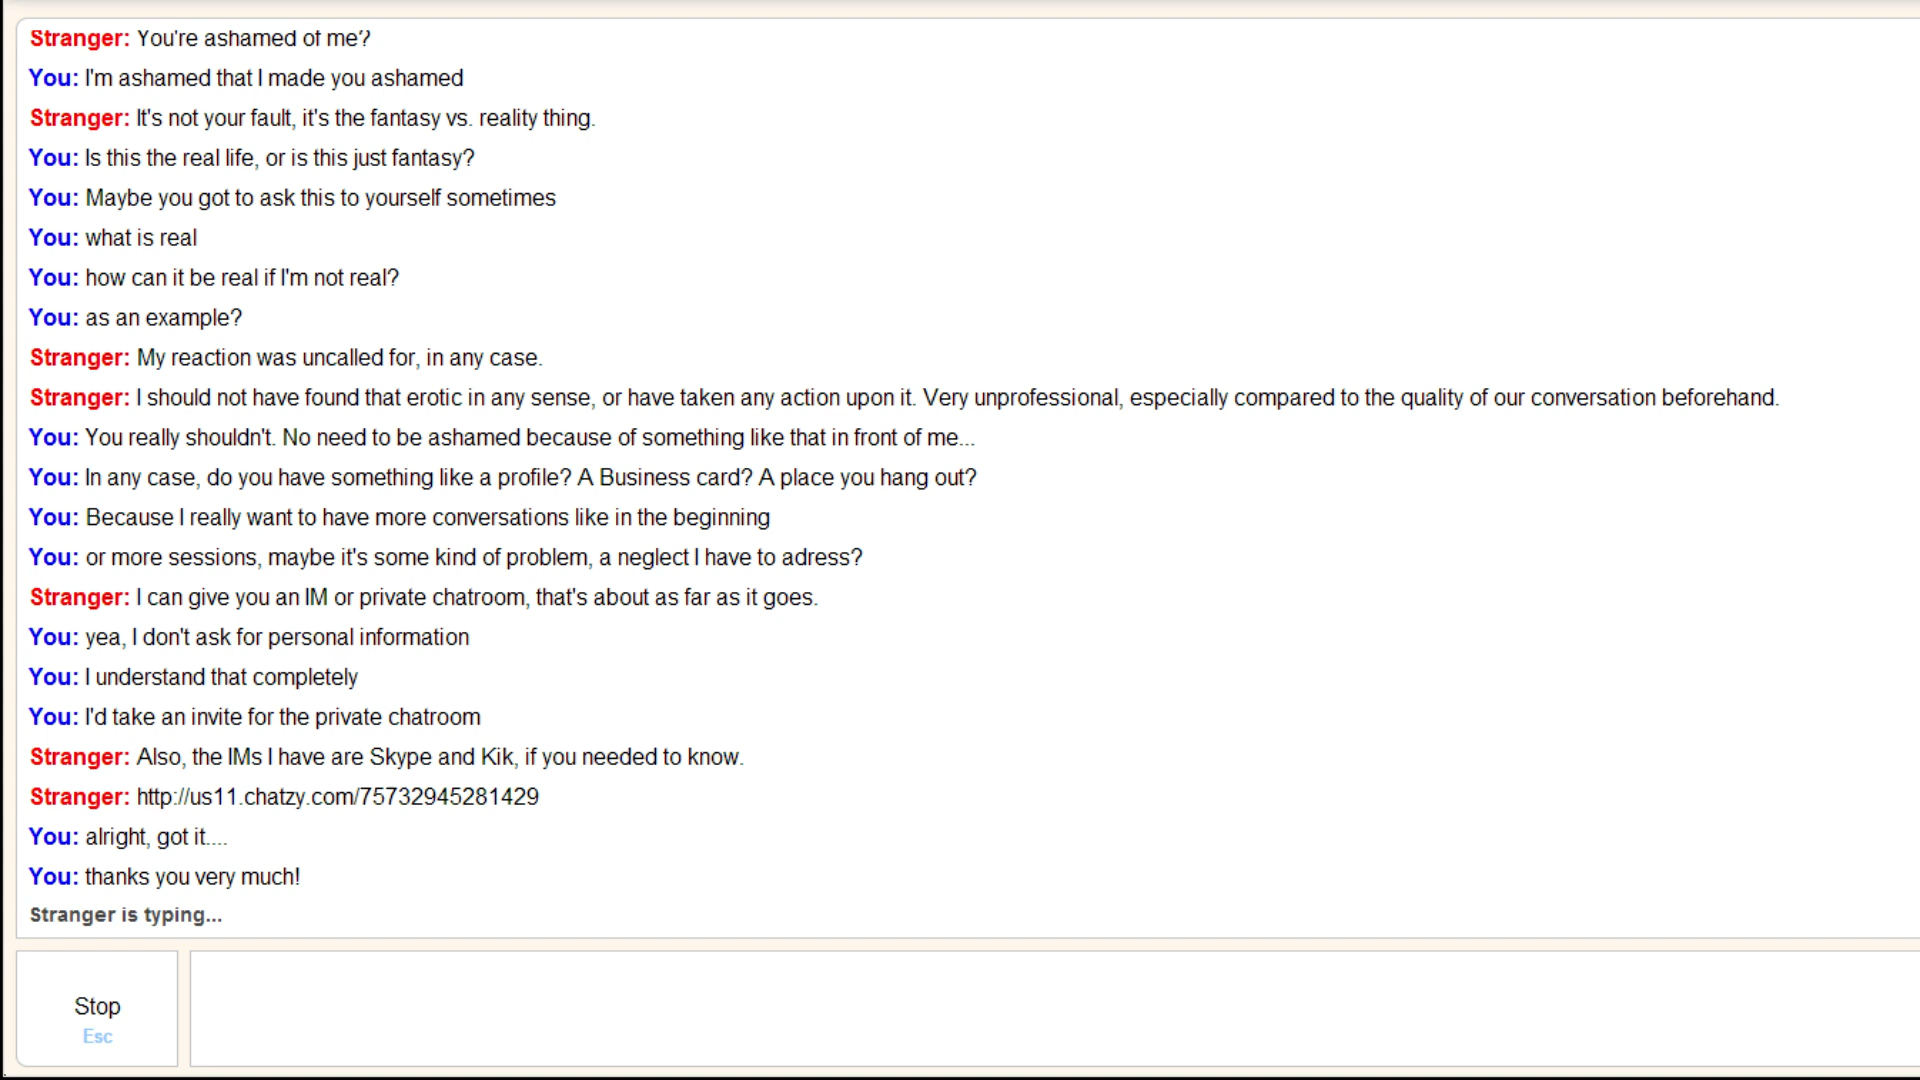 Stranger: You're ashamed of me?
You: I'm ashamed that I made you ashamed
Stranger: It's not your fault, it's the fantasy vs. reality thing.
You: Is this the real life, or is this just fantasy?
You: Maybe you got to ask this to yourself sometimes
You: what is real
You: how can it be real if I'm not real?
You: as an example?
Stranger: My reaction was uncalled for, in any case.
Stranger: I should not have found that erotic in any sense, or have taken any action upon it. Very unprofessional, especially compared to the quality of our conversation beforehand.
You: You really shouldn't. No need to be ashamed because of something like that in front of me...
You: In any case, do you have something like a profile? A Business card? A place you hang out?
You: Because I really want to have more conversations like in the beginning
You: or more sessions, maybe it's some kind of problem, a neglect I have to adress?
Stranger: I can give you an IM or private chatroom, that's about as far as it goes.
You: yea, I don't ask for personal information
You: I understand that completely
You: I'd take an invite for the private chatroom
Stranger: Also, the IMs I have are Skype and Kik, if you needed to know.
Stranger: http://us11.chatzy.com/75732945281429
You: alright, got it....
You: thanks you very much!
Stranger is typing...
Stop
Esc